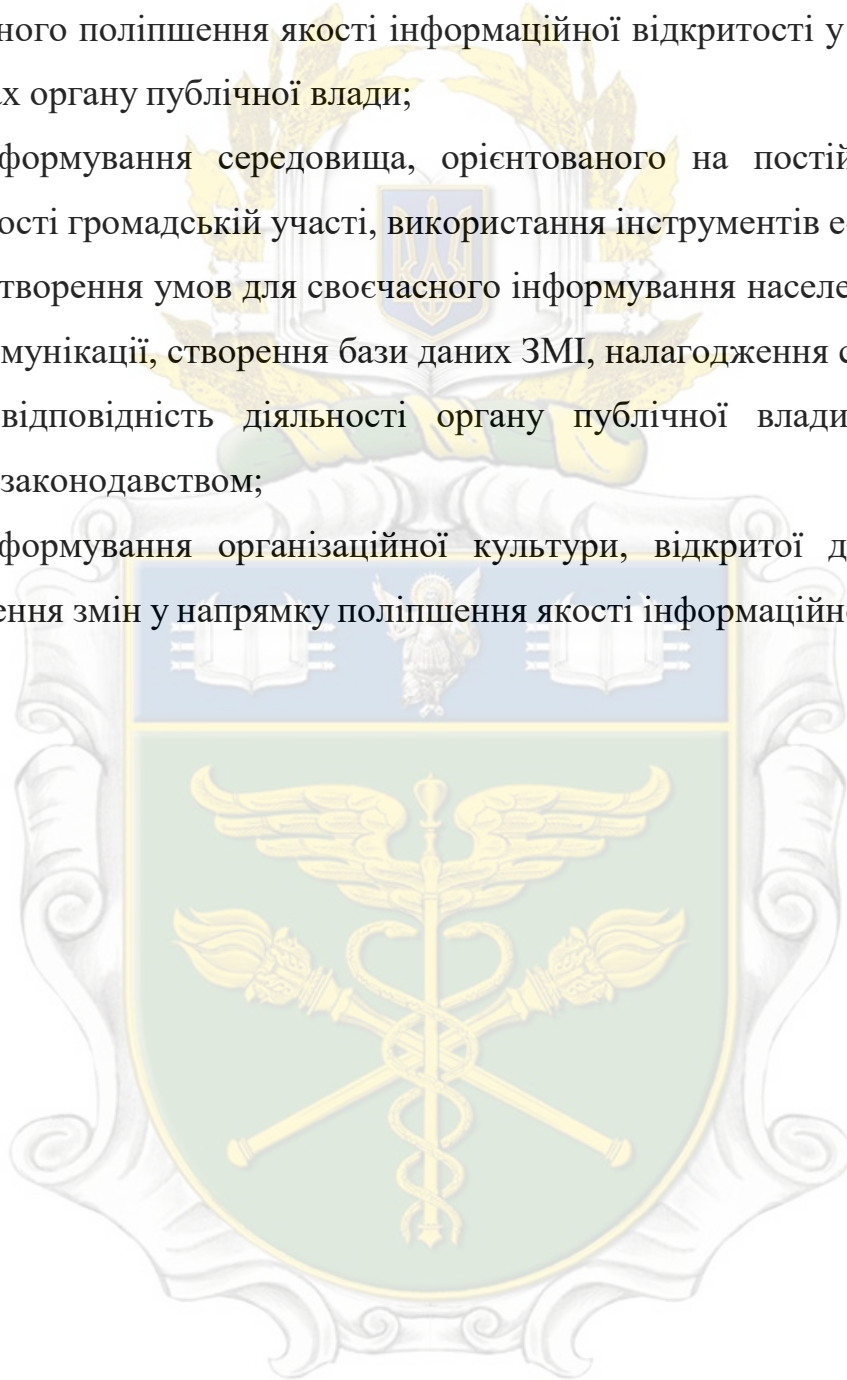 ного поліпшення якості інформаційної відкритості у
х органу публічної влади;
формування середовища, орієнтованого на постій
ості громадській участі, використання інструментів
творення умов для своєчасного інформування населе
мунікації, створення бази даних ЗМІ, налагодження
відповідність діяльності органу публічної влади
законодавством;
формування організаційної культури, відкритої д
ення змін у напрямку поліпшення якості інформаційн